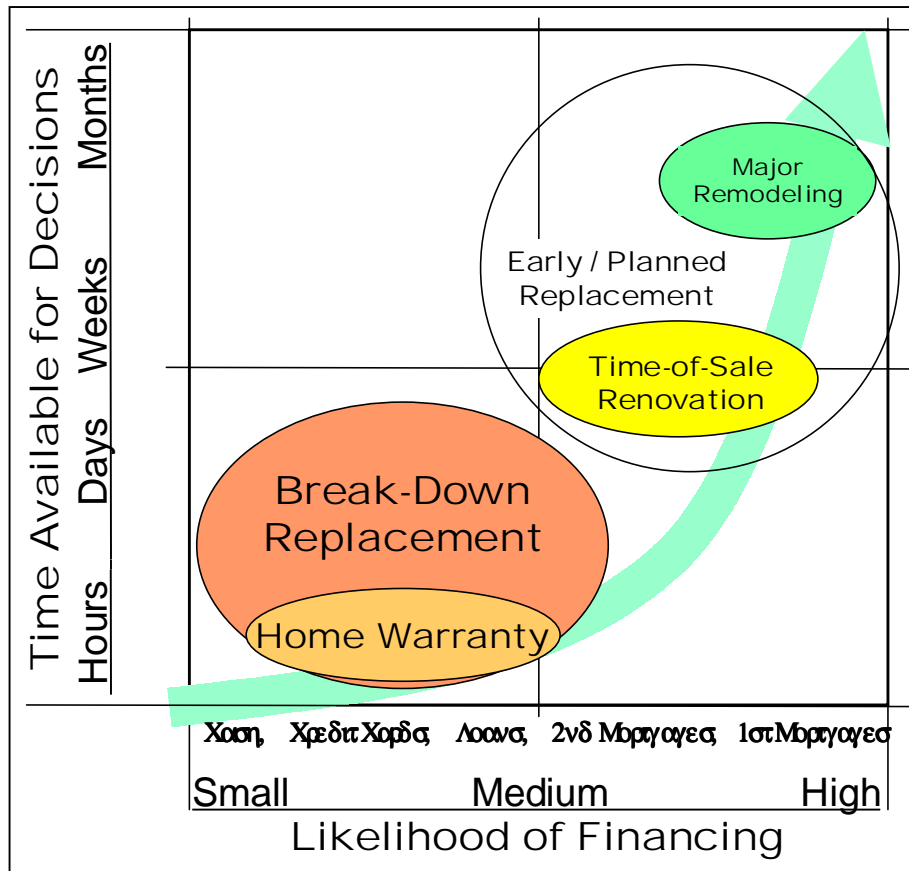 Time Available for Decisions
Months
Weeks
Days
Hours
Major
Remodeling
Early / Planned
Replacement
Time-of-Sale
Renovation
Break-Down
Replacement
Home Warranty
Χαση, Χρεδιτ Χαρδσ, Λοανσ, 2νδ Μορτγαγεσ, 1στ Μορτγαγεσ
Small Medium High
Likelihood of Financing